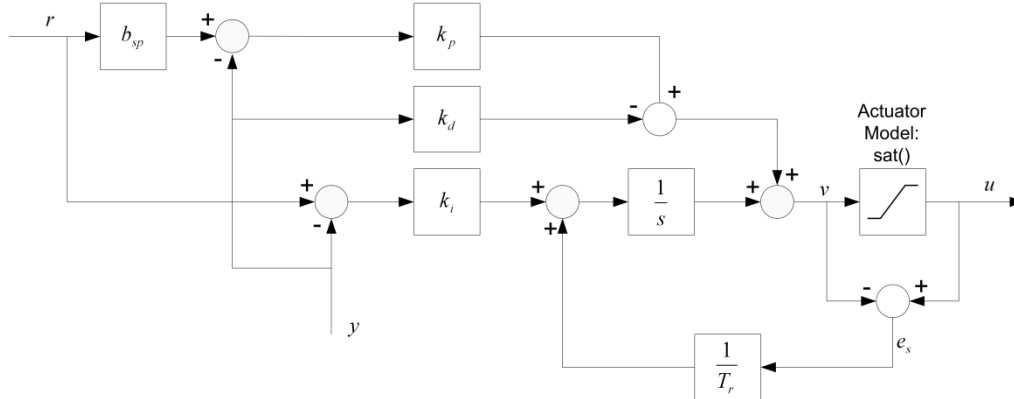 r
b_sp
+
-
k_p
+
-
k_d
Actuator
Model:
sat()
+
-
k_i
+
+
1/s
+
+
v
u
-
+
e_s
1/T_r
y